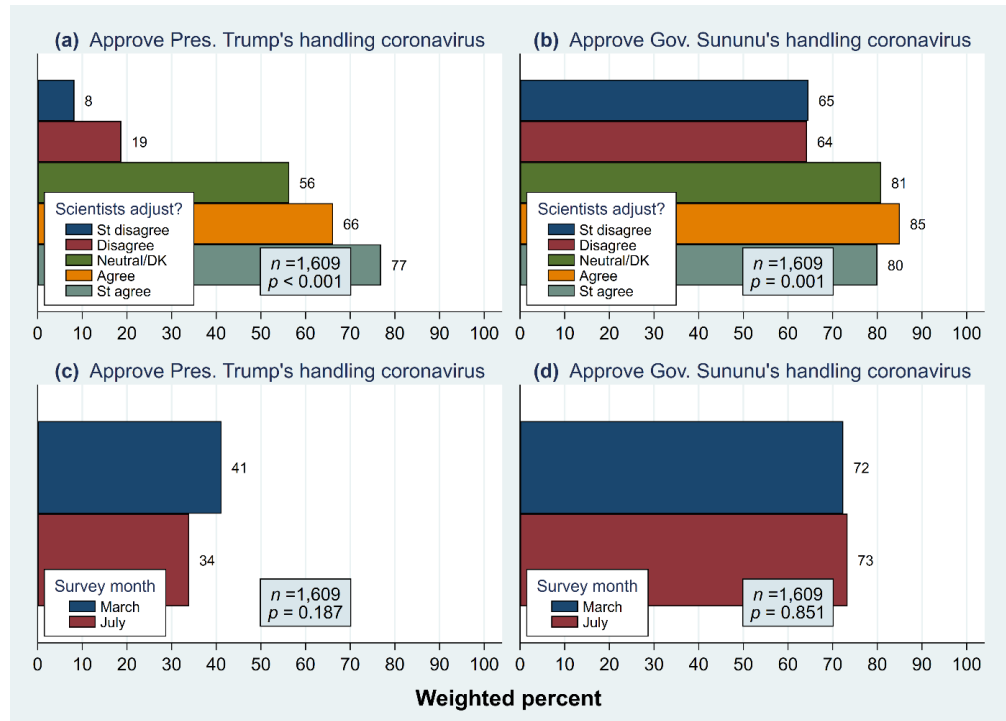 (a) Approve Pres. Trump's handling coronavirus
8
19
56
66
77
Scientists adjust?
St disagree
Disagree
Neutral/DK
Agree
St agree
n =1,609
p < 0.001
0 10 20 30 40 50 60 70 80 90 100
(b) Approve Gov. Sununu's handling coronavirus
65
64
81
85
80
Scientists adjust?
St disagree
Disagree
Neutral/DK
Agree
St agree
n =1,609
p = 0.001
0 10 20 30 40 50 60 70 80 90 100
(c) Approve Pres. Trump's handling coronavirus
41
34
Survey month
March
July
n =1,609
p = 0.187
0 10 20 30 40 50 60 70 80 90 100
(d) Approve Gov. Sununu's handling coronavirus
72
73
Survey month
March
July
n =1,609
p = 0.851
0 10 20 30 40 50 60 70 80 90 100
Weighted percent